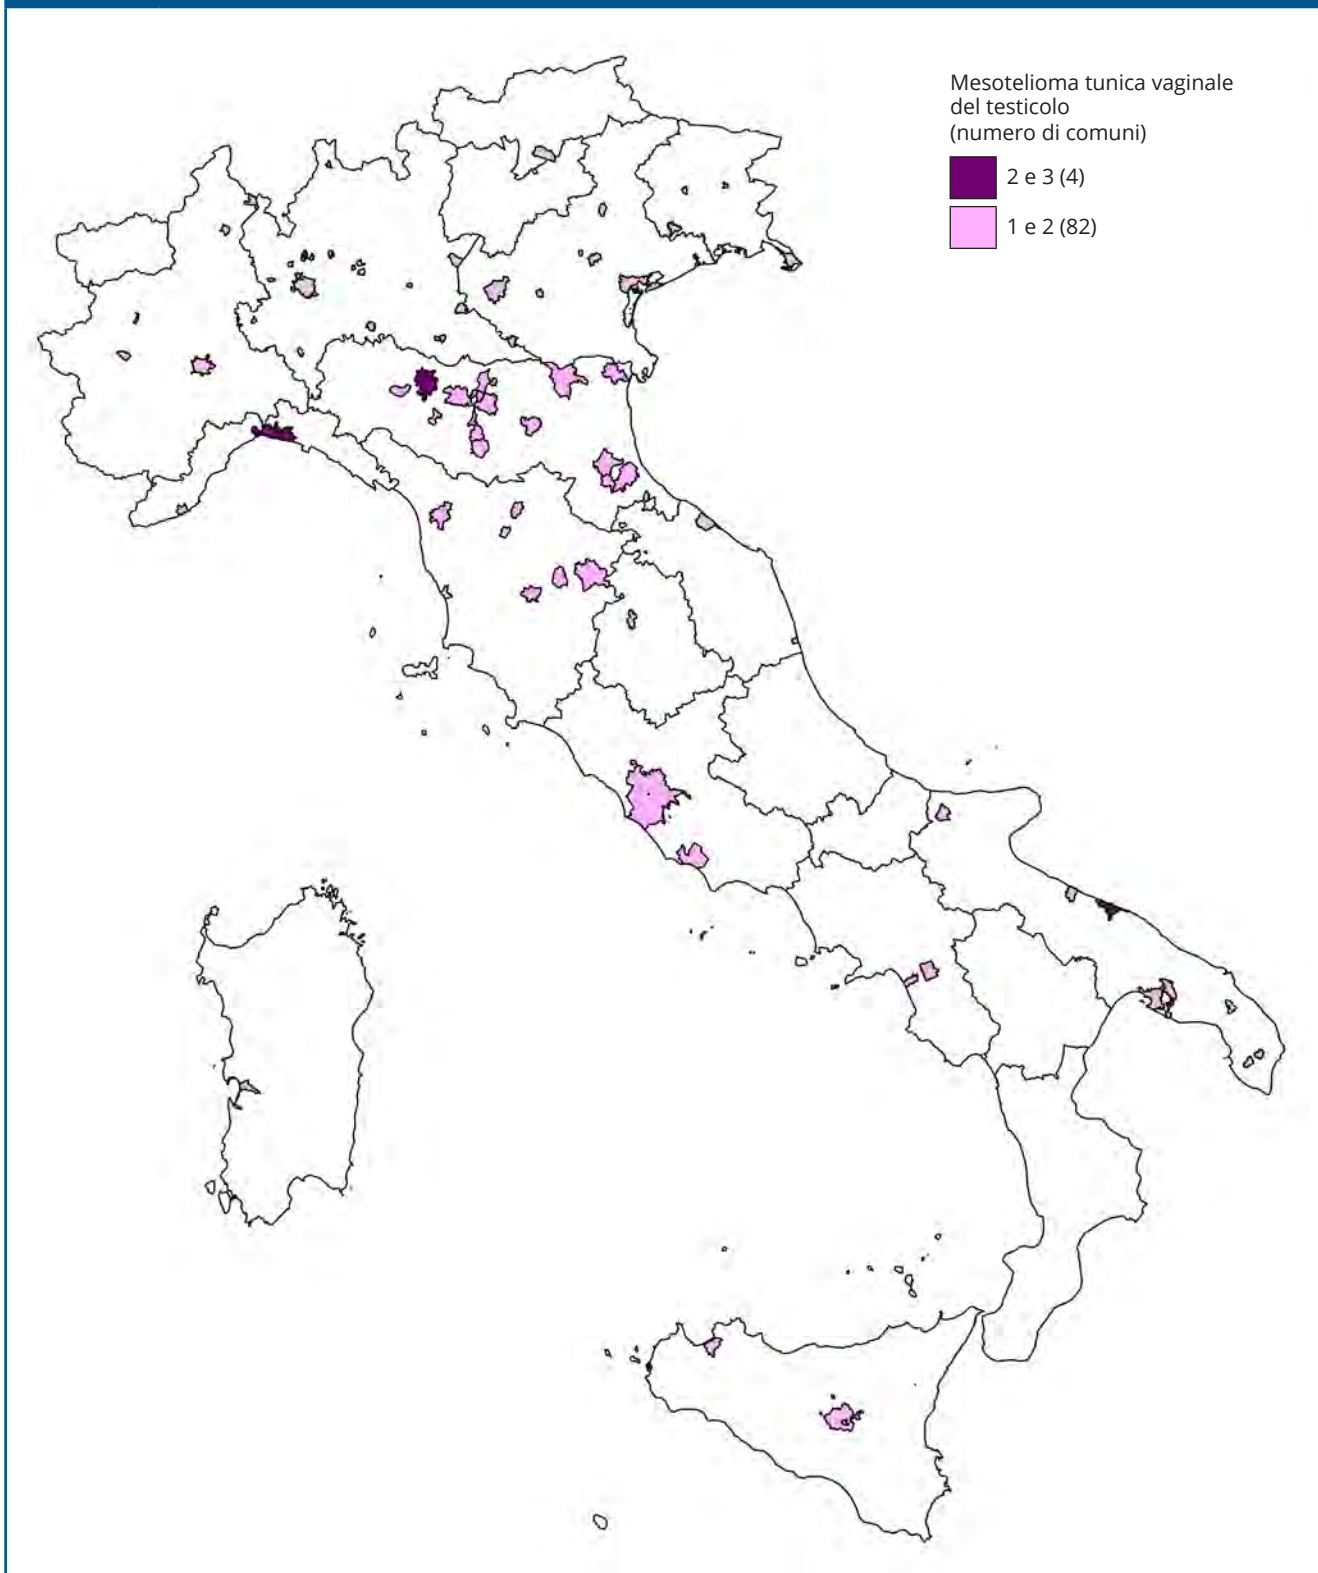 Mesotelioma tunica vaginale
del testicolo
(numero di comuni)
2 e 3 (4)
1 e 2 (82)